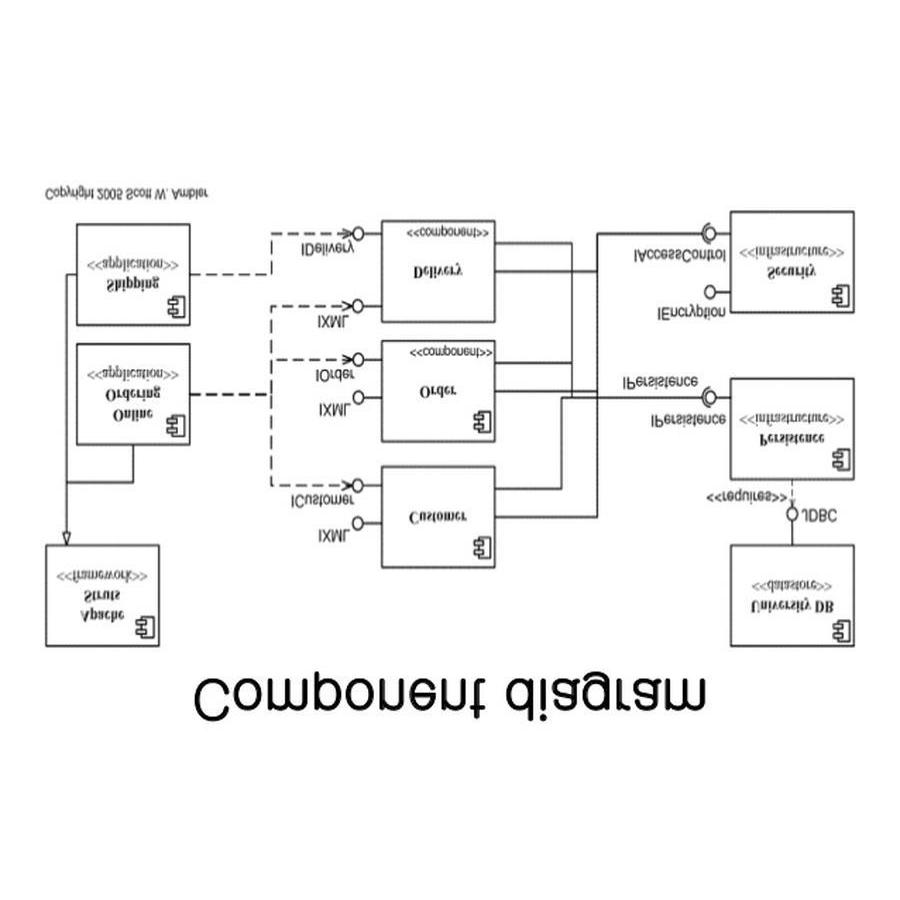 Component diagram
Apache
Struts
<<framework>>
University DB
<<datastore>>
JDBC
<<requires>>
IXML
Customer
ICustomer
Persistence
<<infrastructure>>
IPersistence
IPersistence
Online
Ordering
<<application>>
IXML
Order
IOrder
<<component>>
IXML
IEncryption
Shipping
<<application>>
Delivery
IDelivery
<<component>>
Security
<<infrastructure>>
IAccessControl
Copyright 2005 Scott W. Ambler